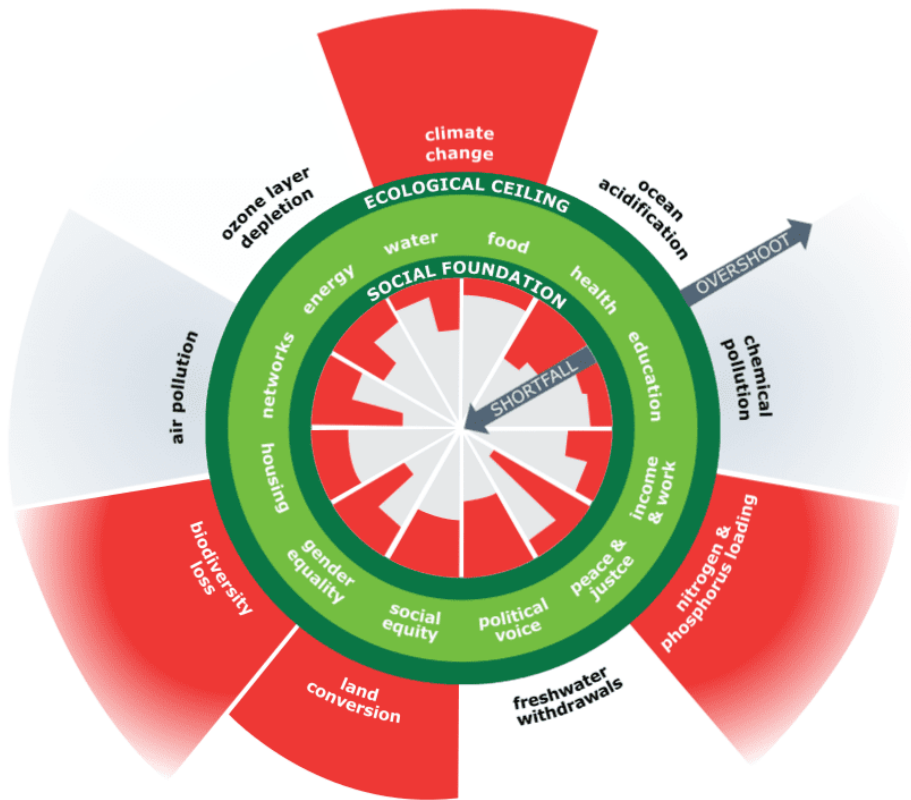 climate
change
ozone layer
depletion
ECOLOGICAL CEILING
ocean
acidification
OVERSHOOT
water
food
energy
SOCIAL FOUNDATION
health
networks
education
SHORTFALL
air pollution
chemical
pollution
housing
income
& work
biodiversity
loss
gender
equality
peace &
justce
nitrogen &
phosphorus loading
social
equity
political
voice
land
conversion
freshwater
withdrawals